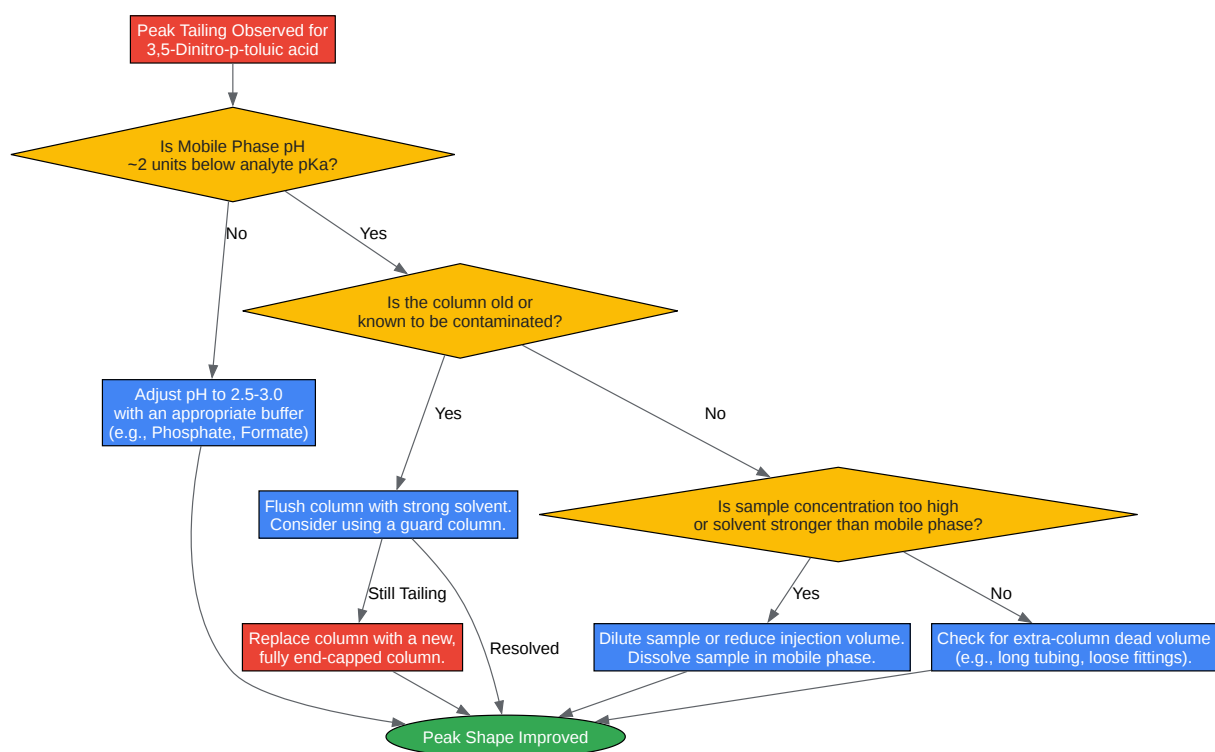 Peak Tailing Observed for
3,5-Dinitro-p-toluic acid
Is Mobile Phase pH
~2 units below analyte pKa?
No
Yes
Is the column old or
known to be contaminated?
Adjust pH to 2.5-3.0
with an appropriate buffer
(e.g., Phosphate, Formate)
Yes
No
Flush column with strong solvent.
Consider using a guard column.
Is sample concentration too high
or solvent stronger than mobile phase?
Still Tailing
Resolved
Yes
No
Replace column with a new,
fully end-capped column.
Dilute sample or reduce injection volume.
Dissolve sample in mobile phase.
Check for extra-column dead volume
(e.g., long tubing, loose fittings).
Peak Shape Improved